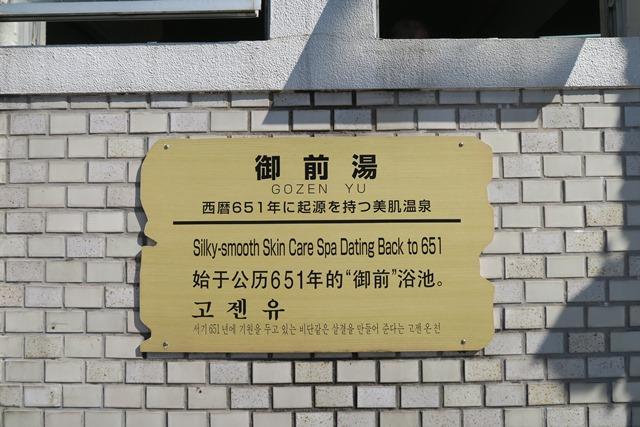 御前湯
GOZEN YU
西暦651年に起源を持つ美肌温泉
Silky-smooth Skin Care Spa Dating Back to 651
始于公历651年的“御前”浴池。
고젠 유
서기 651년에 기원을 두고 있는 비단같은 살결을 만들어 준다는 고젠 온천